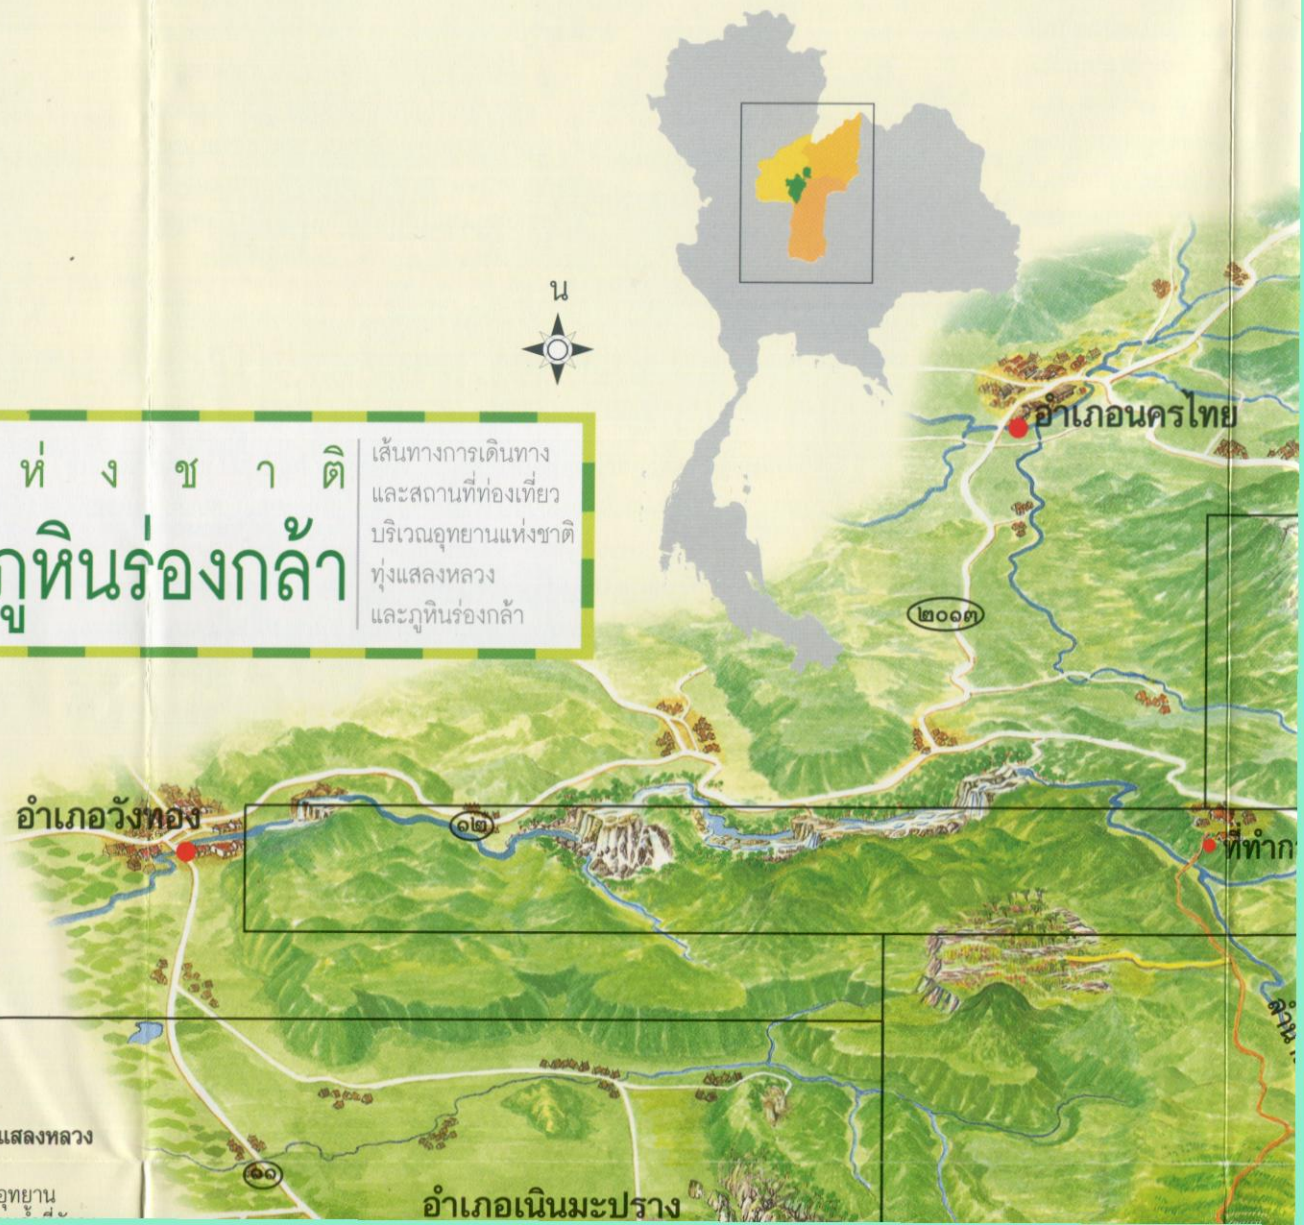 น
อำเภอนครไทย
ห่งชาติ
ภูหินร่องกล้า
เส้นทางการเดินทาง
และสถานที่ท่องเที่ยว
บริเวณอุทยานแห่งชาติ
ทุ่งแสลงหลวง
และภูหินร่องกล้า
๒๐๑๓
อำเภอวังทอง
๑๒
ที่ทำกา
ลำน้ำ
แสลงหลวง
๑๑
อุทยาน
อำเภอเนินมะปราง